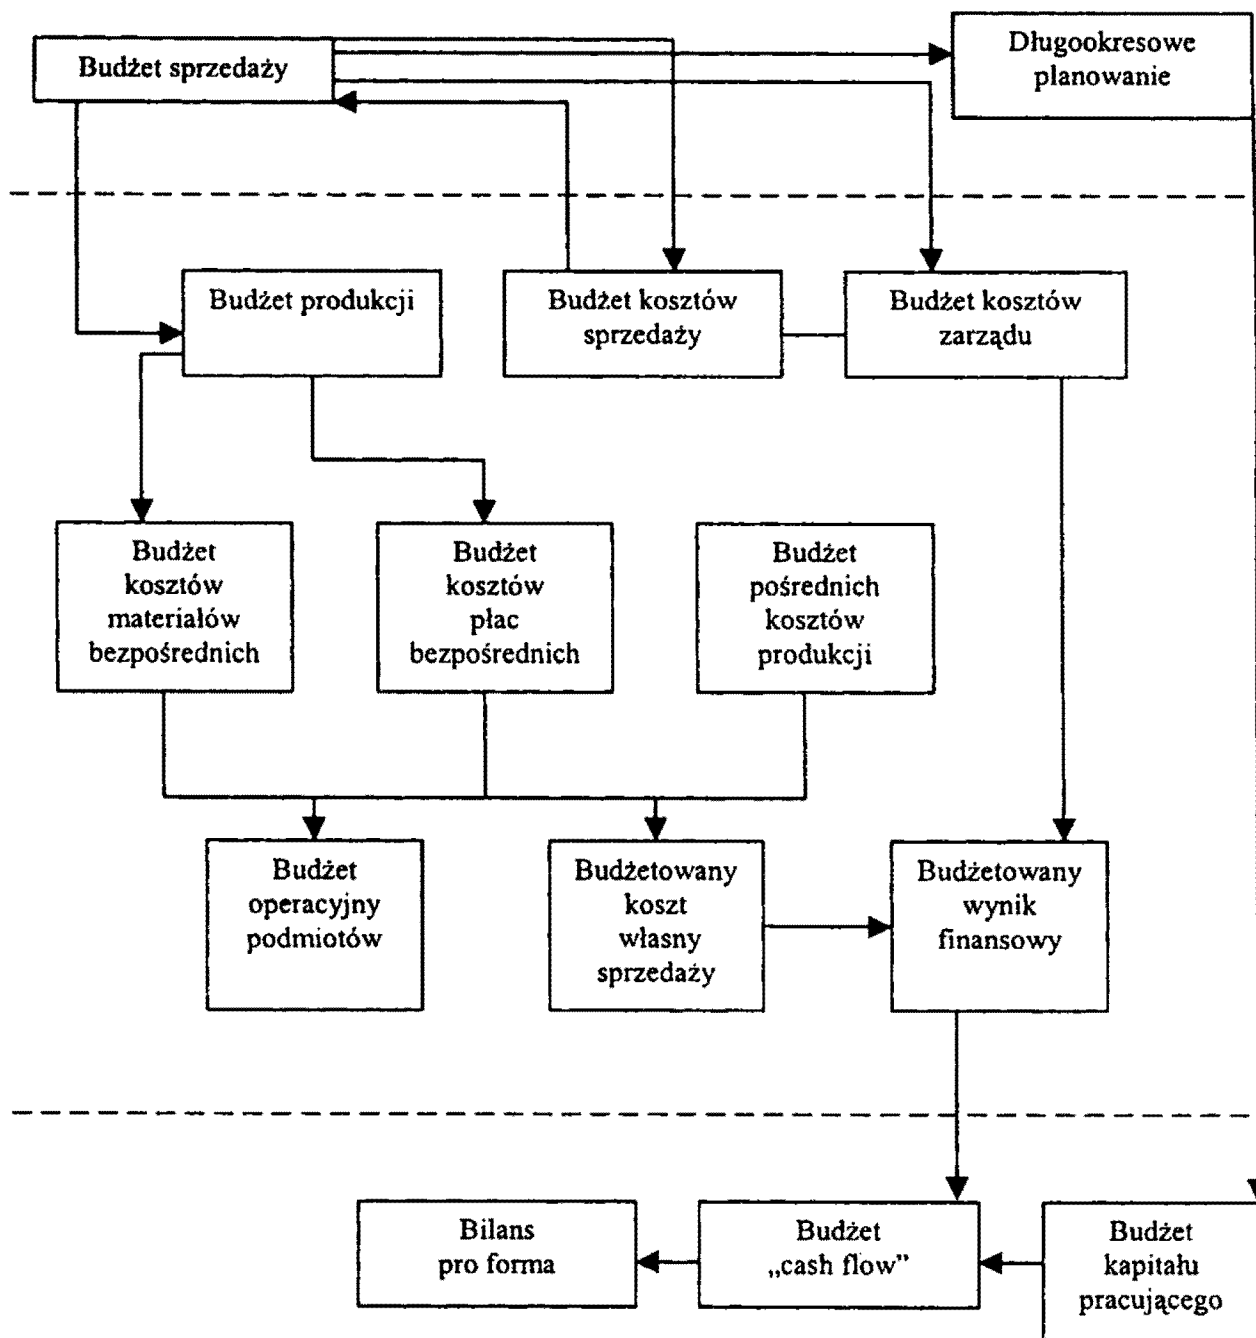 Budżet sprzedaży
Długookresowe
planowanie
Budżet produkcji
Budżet kosztów
sprzedaży
Budżet kosztów
zarządu
Budżet
kosztów
materiałów
bezpośrednich
Budżet
kosztów
płac
bezpośrednich
Budżet
pośrednich
kosztów
produkcji
Budżet
operacyjny
podmiotów
Budżetowany
koszt
własny
sprzedaży
Budżetowany
wynik
finansowy
Bilans
pro forma
Budżet
„cash flow”
Budżet
kapitału
pracującego